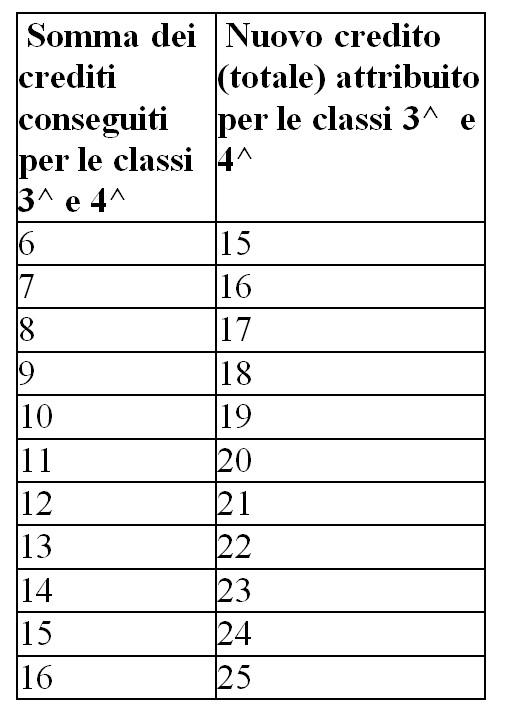 Somma dei
crediti
conseguiti
per le classi
3^ e 4^
Nuovo credito
(totale) attribuito
per le classi 3^ e
4^
6 15
7 16
8 17
9 18
10 19
11 20
12 21
13 22
14 23
15 24
16 25